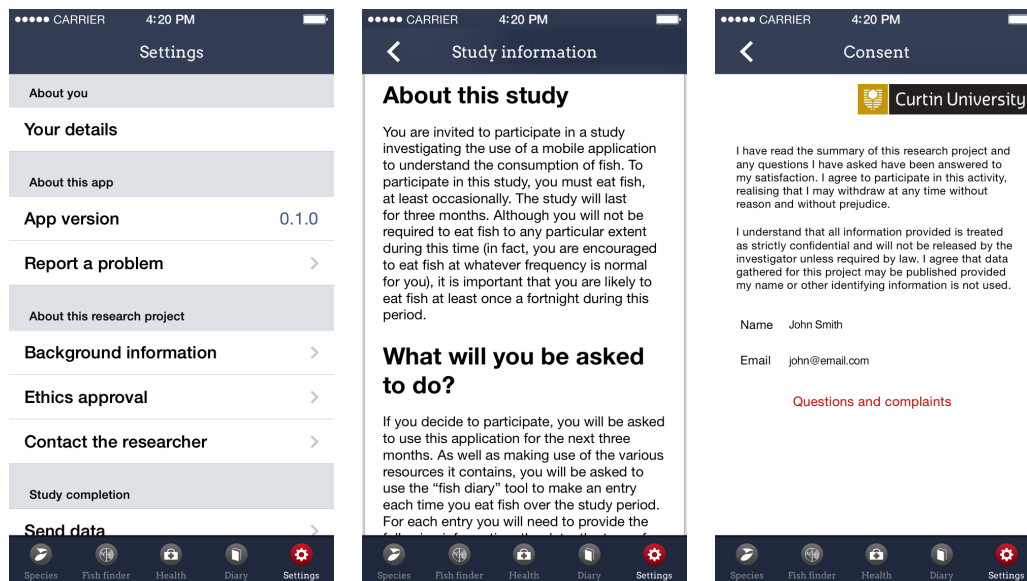 CARRIER 4:20 PM
Settings
About you
Your details
About this app
App version 0.1.0
Report a problem
About this research project
Background information
Ethics approval
Contact the researcher
Study completion
Send data
Species Fish finder Health Diary Settings
CARRIER 4:20 PM
Study information
About this study
You are invited to participate in a study
investigating the use of a mobile application
to understand the consumption of fish. To
participate in this study, you must eat fish,
at least occasionally. The study will last
for three months. Although you will not be
required to eat fish to any particular extent
during this time (in fact, you are encouraged
to eat fish at whatever frequency is normal
for you), it is important that you are likely to
eat fish at least once a fortnight during this
period.
What will you be asked
to do?
If you decide to participate, you will be asked
to use this application for the next three
months. As well as making use of the various
resources it contains, you will be asked to
use the “fish diary” tool to make an entry
each time you eat fish over the study period.
For each entry you will need to provide the
Species Fish finder Health Diary Settings
CARRIER 4:20 PM
Consent
Curtin University
I have read the summary of this research project and
any questions I have asked have been answered to
my satisfaction. I agree to participate in this activity,
realising that I may withdraw at any time without
reason and without prejudice.
I understand that all information provided is treated
as strictly confidential and will not be released by the
investigator unless required by law. I agree that data
gathered for this project may be published provided
my name or other identifying information is not used.
Name John Smith
Email john@email.com
Questions and complaints
Species Fish finder Health Diary Settings